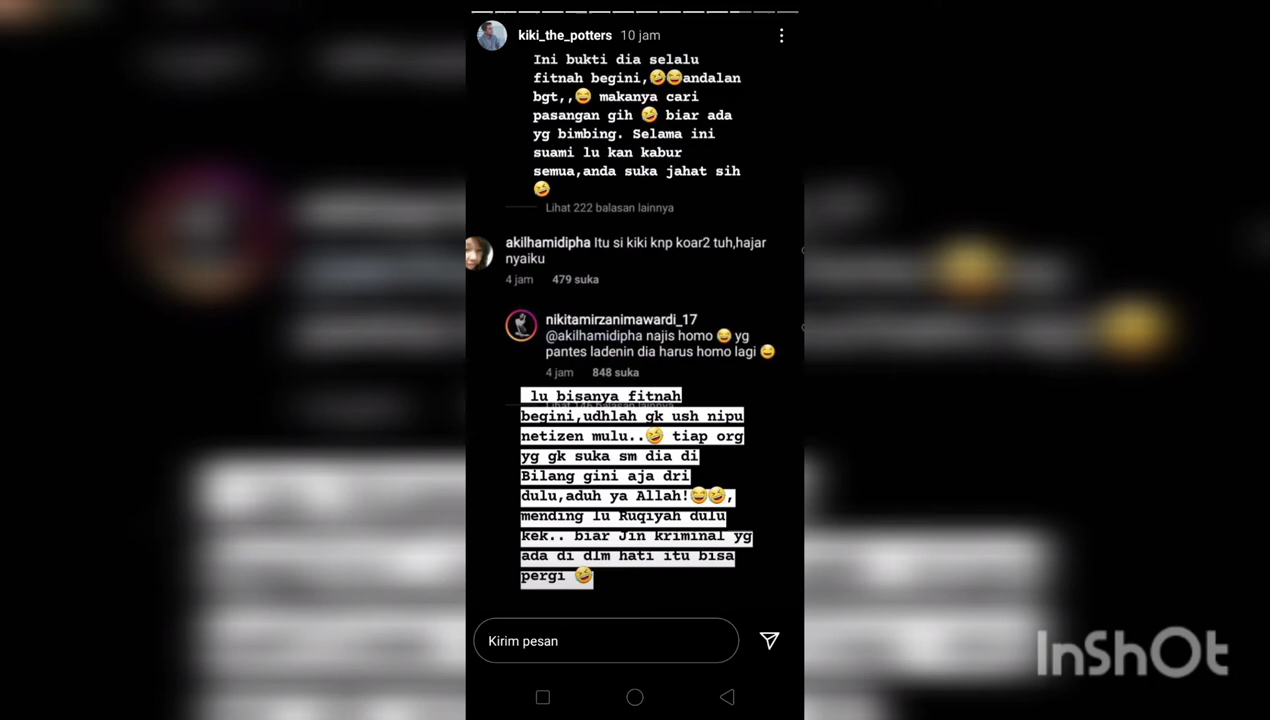 kiki_the_potters 10 jam
Ini bukti dia selalu
fitnah begini,🤣😂andalan
bgt,,😅 makanya cari
pasangan gih 🤣 biar ada
yg bimbing. Selama ini
suami lu kan kabur
semua,anda suka jahat sih
🤣
Lihat 222 balasan lainnya
akilhamidipha Itu si kiki knp koar2 tuh,hajar
nyaiku
4 jam 479 suka
nikitamirzanimawardi_17
@akilhamidipha najis homo 😅 yg
pantes ladenin dia harus homo lagi 😅
4 jam 848 suka
lu bisanya fitnah
begini,udhlah gk ush nipu
netizen mulu..🤣 tiap org
yg gk suka sm dia di
Bilang gini aja dri
dulu,aduh ya Allah!😅🤣,
mending lu Ruqiyah dulu
kek.. biar Jin kriminal yg
ada di dlm hati itu bisa
pergi 🤣
Kirim pesan
InShOt